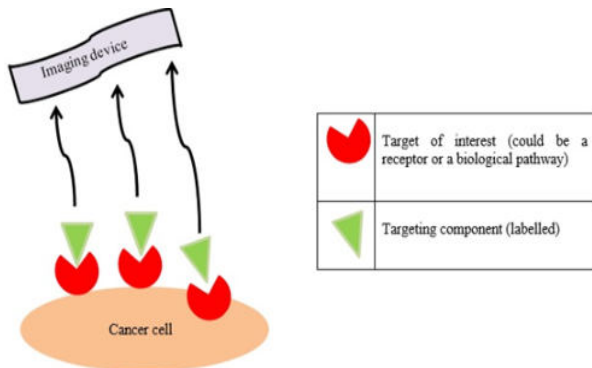 Imaging device
Target of interest (could be a
receptor or a biological pathway)
Targeting component (labelled)
Cancer cell